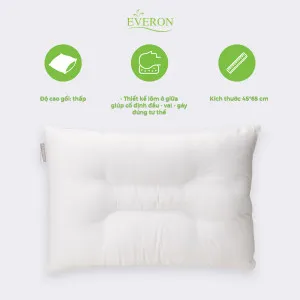 EVERON
Độ cao gối: thấp
- Thiết kế lõm ở giữa
giúp cố định đầu - vai - gáy
đúng tư thế
Kích thước 45*65 cm